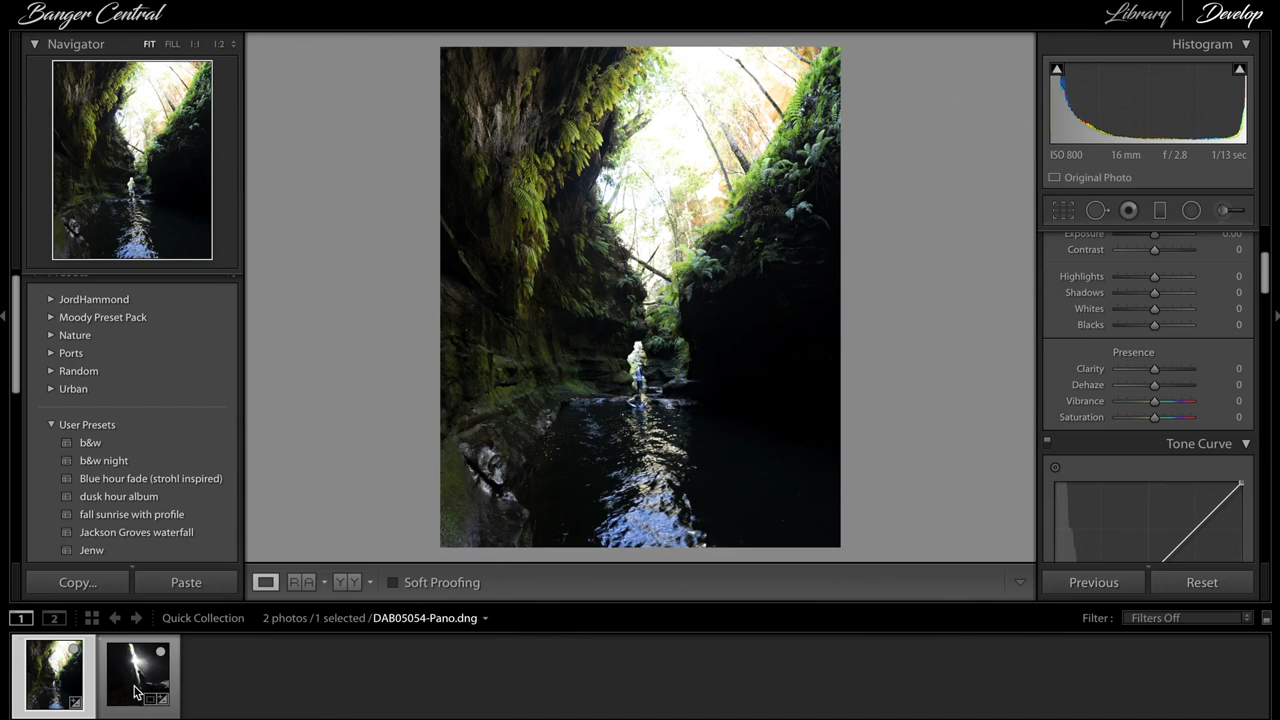 Banger Central
Library | Develop
Navigator FIT FILL 1:1 1:2
Histogram
ISO 800 16 mm f / 2.8 1/13 sec
Original Photo
Exposure 0.00
Contrast 0
Highlights 0
Shadows 0
Whites 0
Blacks 0
Presence
Clarity 0
Dehaze 0
Vibrance 0
Saturation 0
Tone Curve
Presets
JordHammond
Moody Preset Pack
Nature
Ports
Random
Urban
User Presets
b&w
b&w night
Blue hour fade (strohl inspired)
dusk hour album
fall sunrise with profile
Jackson Groves waterfall
Jenw
Copy... Paste
R A Y Y Soft Proofing
Previous Reset
1 2 Quick Collection 2 photos / 1 selected / DAB05054-Pano.dng
Filter : Filters Off